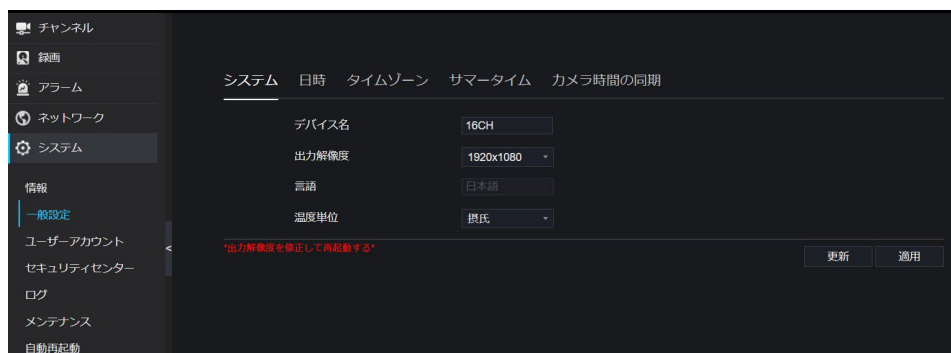 チャンネル
録画
アラーム
ネットワーク
システム
情報
一般設定
ユーザーアカウント
セキュリティセンター
ログ
メンテナンス
自動再起動
<
システム 日時 タイムゾーン サマータイム カメラ時間の同期
デバイス名 16CH
出力解像度 1920x1080
言語 日本語
温度単位 摂氏
*出力解像度を修正して再起動する*
更新 適用